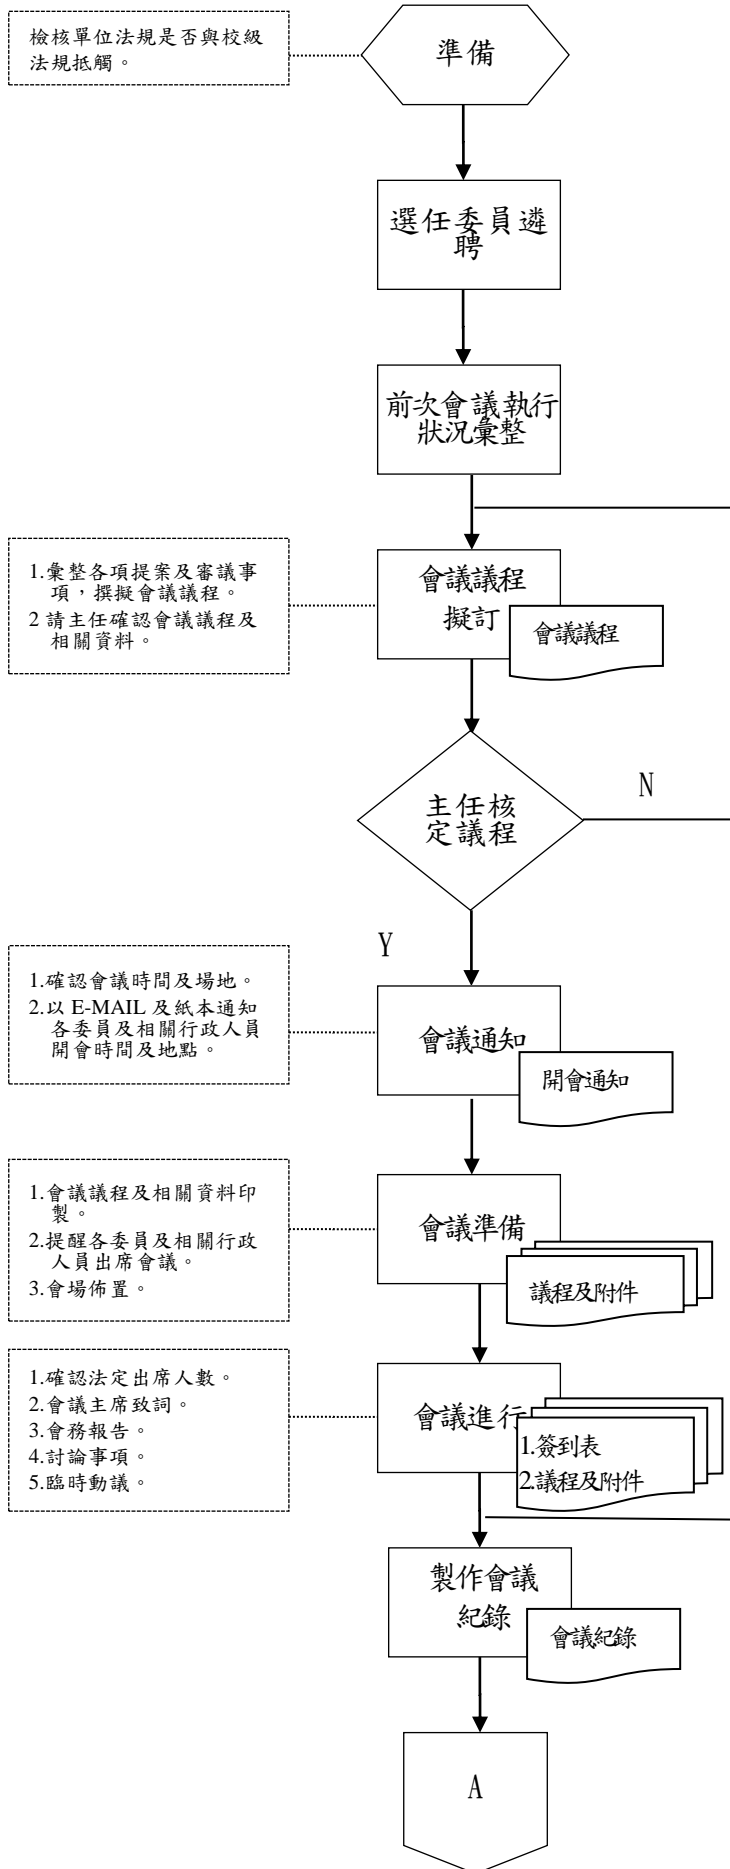 檢核單位法規是否與校級
法規抵觸。
準備
選任委員遴
聘
前次會議執行
狀況彙整
1.彙整各項提案及審議事
項，撰擬會議議程。
2 請主任確認會議議程及
相關資料。
會議議程
擬訂
會議議程
主任核
定議程
N
Y
1.確認會議時間及場地。
2.以 E-MAIL 及紙本通知
各委員及相關行政人員
開會時間及地點。
會議通知
開會通知
1.會議議程及相關資料印
製。
2.提醒各委員及相關行政
人員出席會議。
3.會場佈置。
會議準備
議程及附件
1.確認法定出席人數。
2.會議主席致詞。
3.會務報告。
4.討論事項。
5.臨時動議。
會議進行
1.簽到表
2.議程及附件
製作會議
紀錄
會議紀錄
A